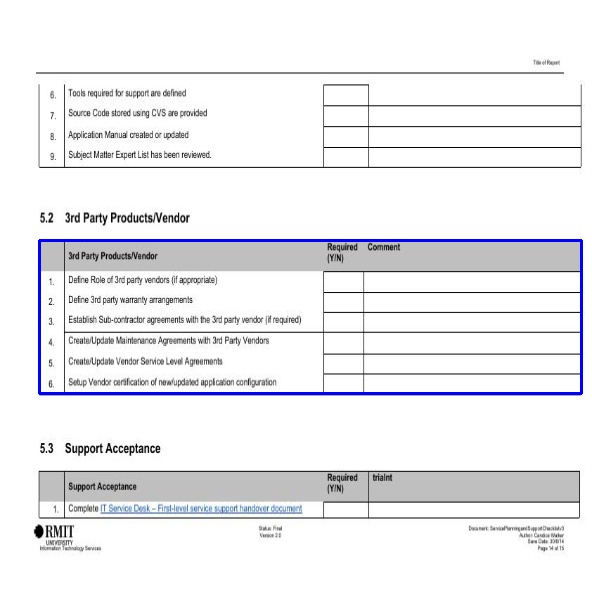 Title of Report
6. Tools required for support are defined
7. Source Code stored using CVS are provided
8. Application Manual created or updated
9. Subject Matter Expert List has been reviewed.
5.2 3rd Party Products/Vendor
3rd Party Products/Vendor Required (Y/N) Comment
1. Define Role of 3rd party vendors (if appropriate)
2. Define 3rd party warranty arrangements
3. Establish Sub-contractor agreements with the 3rd party vendor (if required)
4. Create/Update Maintenance Agreements with 3rd Party Vendors
5. Create/Update Vendor Service Level Agreements
6. Setup Vendor certification of new/updated application configuration
5.3 Support Acceptance
Support Acceptance Required (Y/N) triaint
1. Complete IT Service Desk – First-level service support handover document
RMIT
UNIVERSITY
Information Technology Services
Status: Final
Version 2.0
Document: ServicePlanningandSupportChecklistv3
Author: Candice Walker
Save Date: 30/8/14
Page 14 of 15